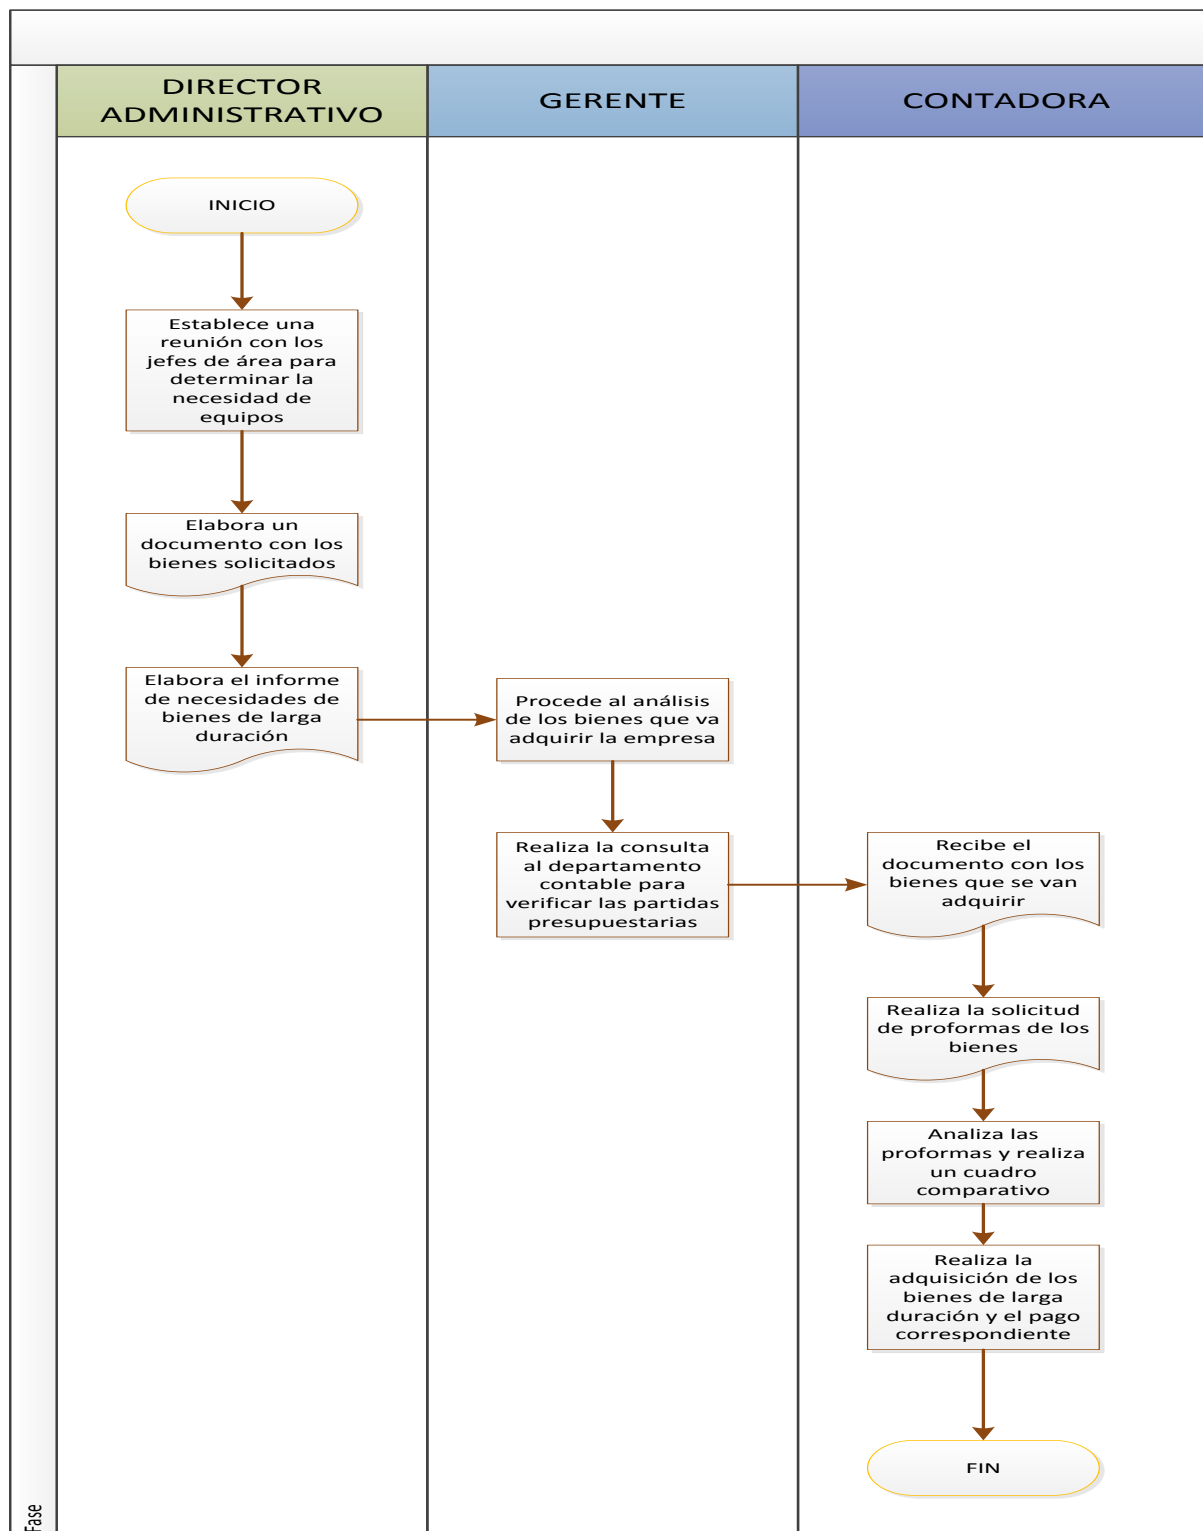 DIRECTOR
ADMINISTRATIVO
GERENTE
CONTADORA
INICIO
Establece una
reunión con los
jefes de área para
determinar la
necesidad de
equipos
Elabora un
documento con los
bienes solicitados
Elabora el informe
de necesidades de
bienes de larga
duración
Procede al análisis
de los bienes que va
adquirir la empresa
Realiza la consulta
al departamento
contable para
verificar las partidas
presupuestarias
Recibe el
documento con los
bienes que se van
adquirir
Realiza la solicitud
de proformas de los
bienes
Analiza las
proformas y realiza
un cuadro
comparativo
Realiza la
adquisición de los
bienes de larga
duración y el pago
correspondiente
FIN
Fase